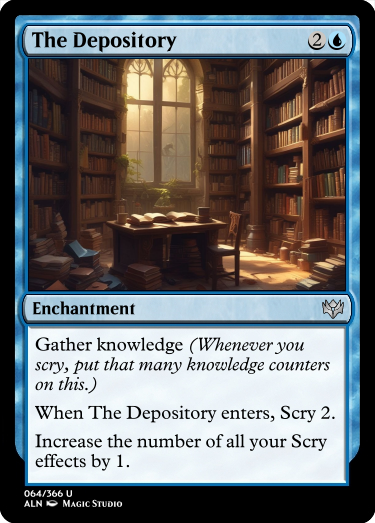 The Depository 2
Enchantment
Gather knowledge (Whenever you
scry, put that many knowledge counters
on this.)
When The Depository enters, Scry 2.
Increase the number of all your Scry
effects by 1.
064/366 U
ALN Magic Studio